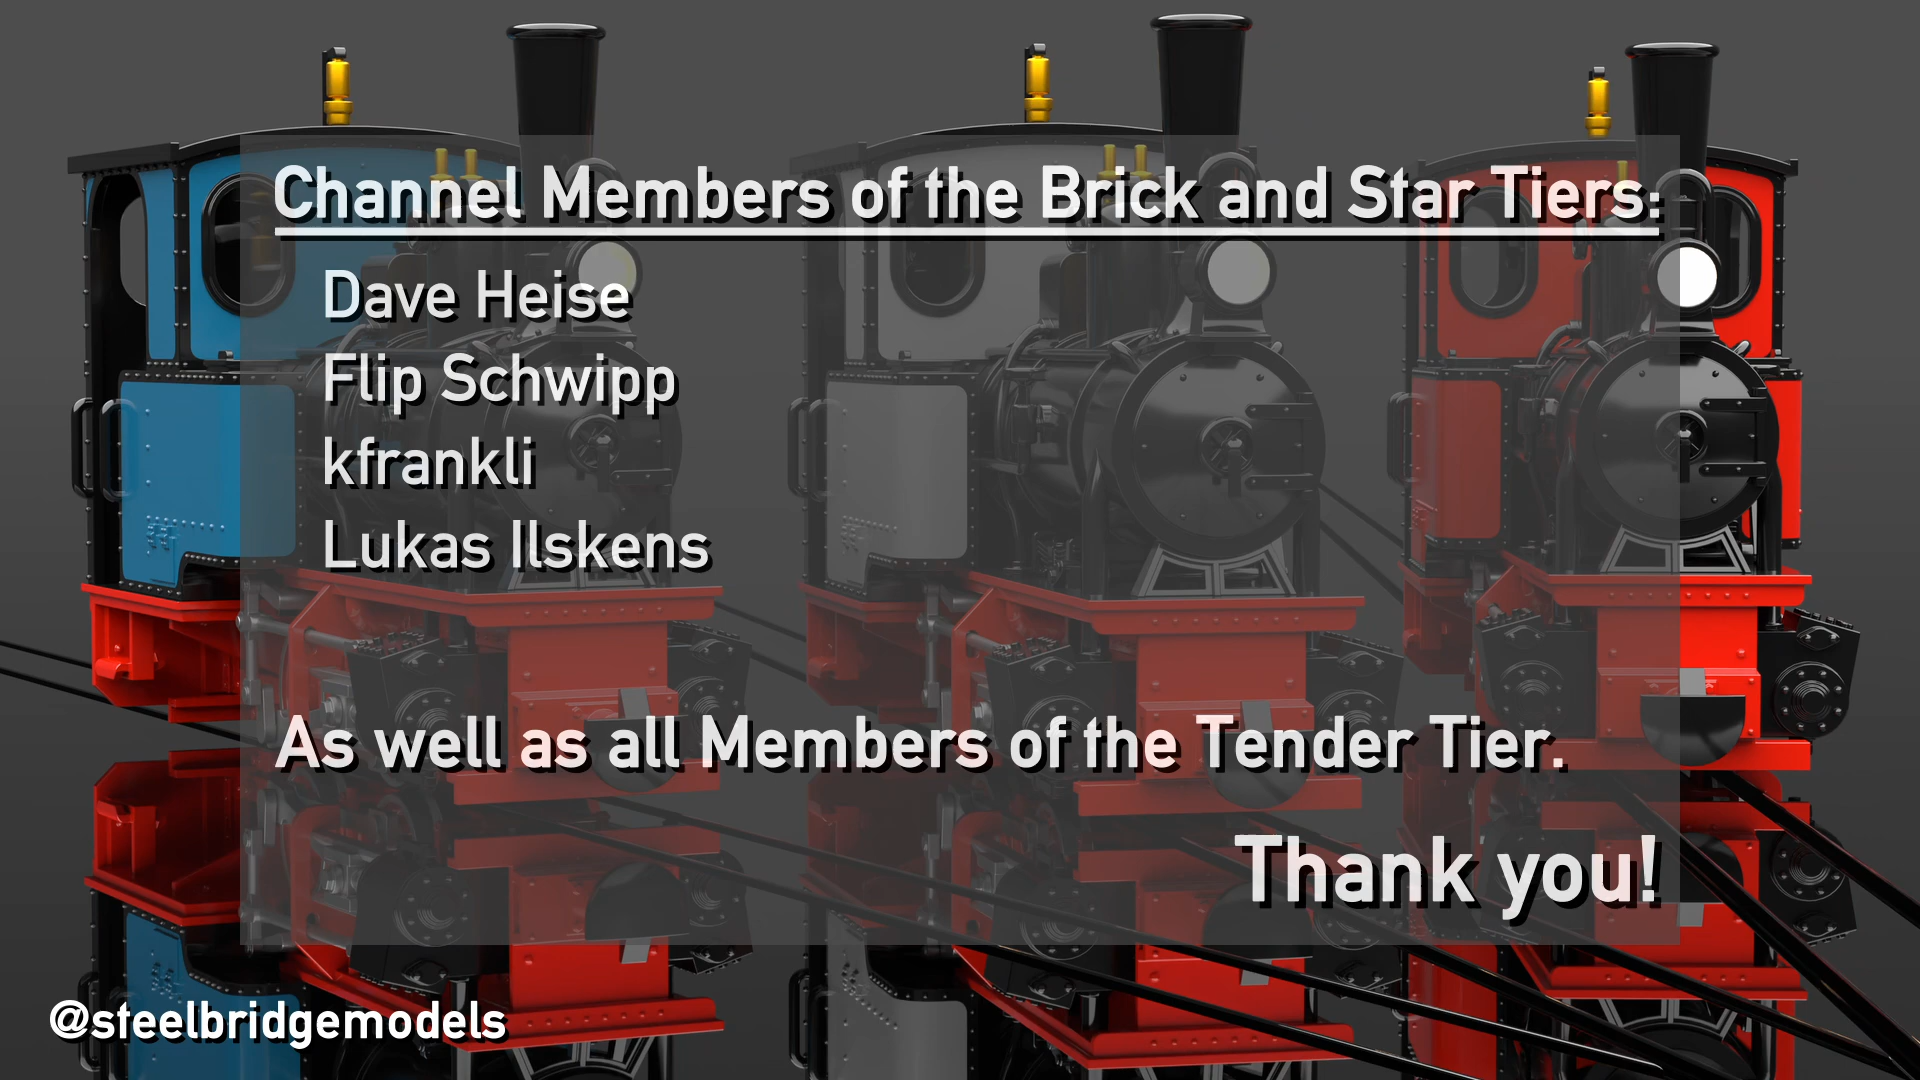 Channel Members of the Brick and Star Tiers:
Dave Heise
Flip Schwipp
kfrankli
Lukas Ilskens
As well as all Members of the Tender Tier.
Thank you!
@steelbridgemodels